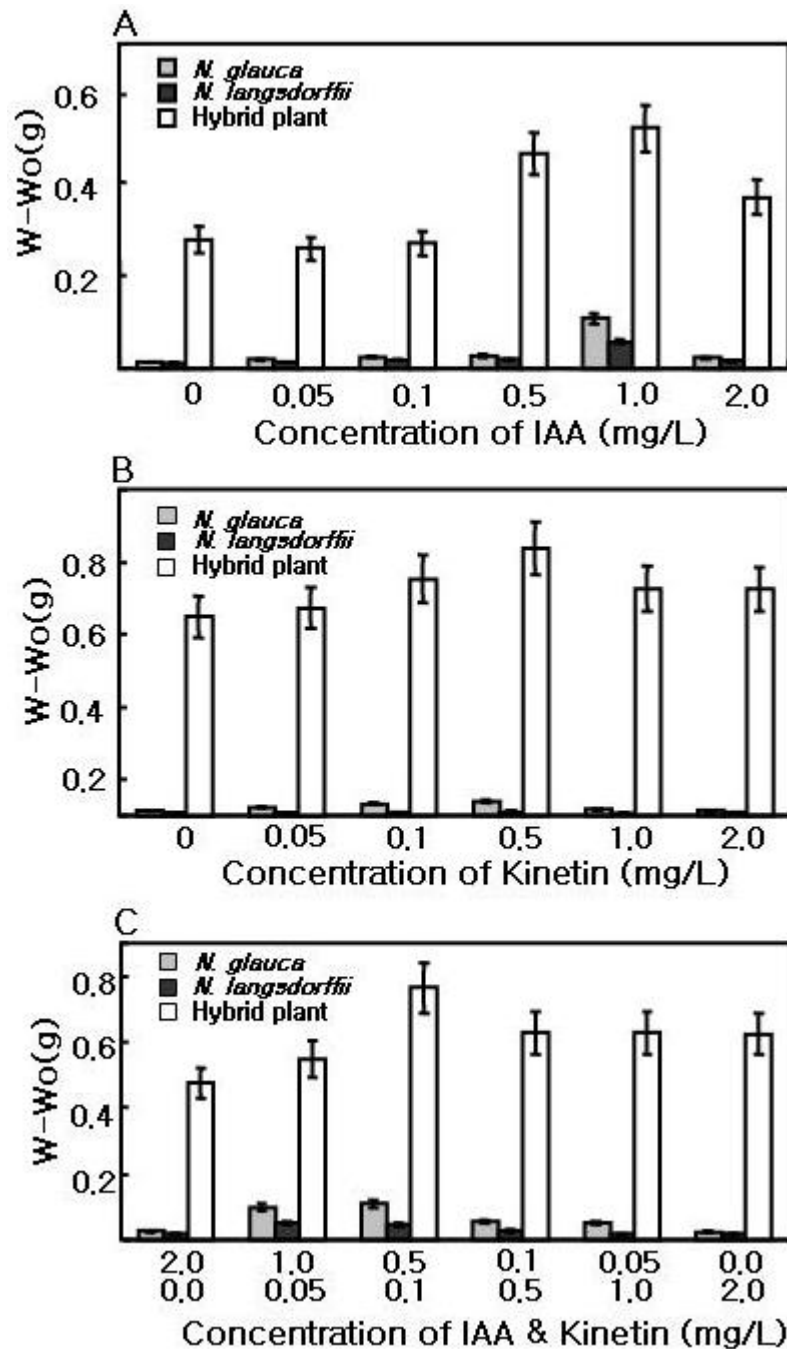 A
N. glauca
N. langsdorffii
Hybrid plant
0.6
0.4
0.2
W-Wo(g)
0 0.05 0.1 0.5 1.0 2.0
Concentration of IAA (mg/L)
B
N. glauca
N. langsdorffii
Hybrid plant
0.8
0.6
0.4
0.2
W-Wo(g)
0 0.05 0.1 0.5 1.0 2.0
Concentration of Kinetin (mg/L)
C
N. glauca
N. langsdorffii
Hybrid plant
0.8
0.6
0.4
0.2
W-Wo(g)
2.0 1.0 0.5 0.1 0.05 0.0
0.0 0.05 0.1 0.5 1.0 2.0
Concentration of IAA & Kinetin (mg/L)